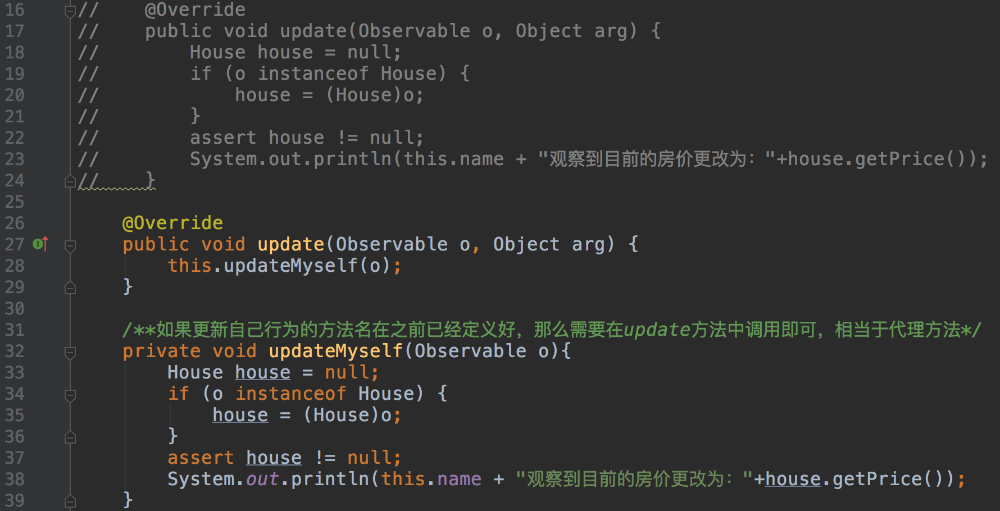 16 //    @Override
17 //    public void update(Observable o, Object arg) {
18 //        House house = null;
19 //        if (o instanceof House) {
20 //            house = (House)o;
21 //        }
22 //        assert house != null;
23 //        System.out.println(this.name + "观察到目前的房价更改为："+house.getPrice());
24 //    }
25
26     @Override
27     public void update(Observable o, Object arg) {
28         this.updateMyself(o);
29     }
30
31     /**如果更新自己行为的方法名在之前已经定义好，那么需要在update方法中调用即可，相当于代理方法*/
32     private void updateMyself(Observable o){
33         House house = null;
34         if (o instanceof House) {
35             house = (House)o;
36         }
37         assert house != null;
38         System.out.println(this.name + "观察到目前的房价更改为："+house.getPrice());
39     }